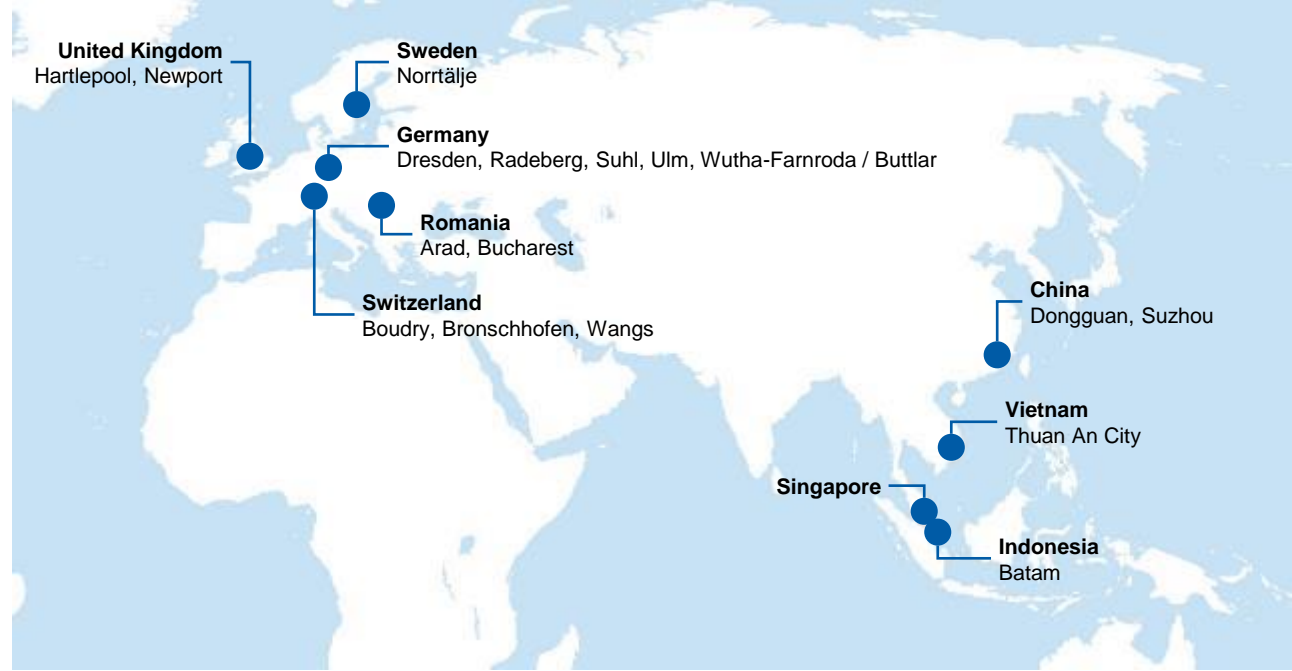 United Kingdom
Hartlepool, Newport
Sweden
Norrtälje
Germany
Dresden, Radeberg, Suhl, Ulm, Wutha-Farnroda / Buttlar
Romania
Arad, Bucharest
Switzerland
Boudry, Bronschhofen, Wangs
China
Dongguan, Suzhou
Vietnam
Thuan An City
Singapore
Indonesia
Batam